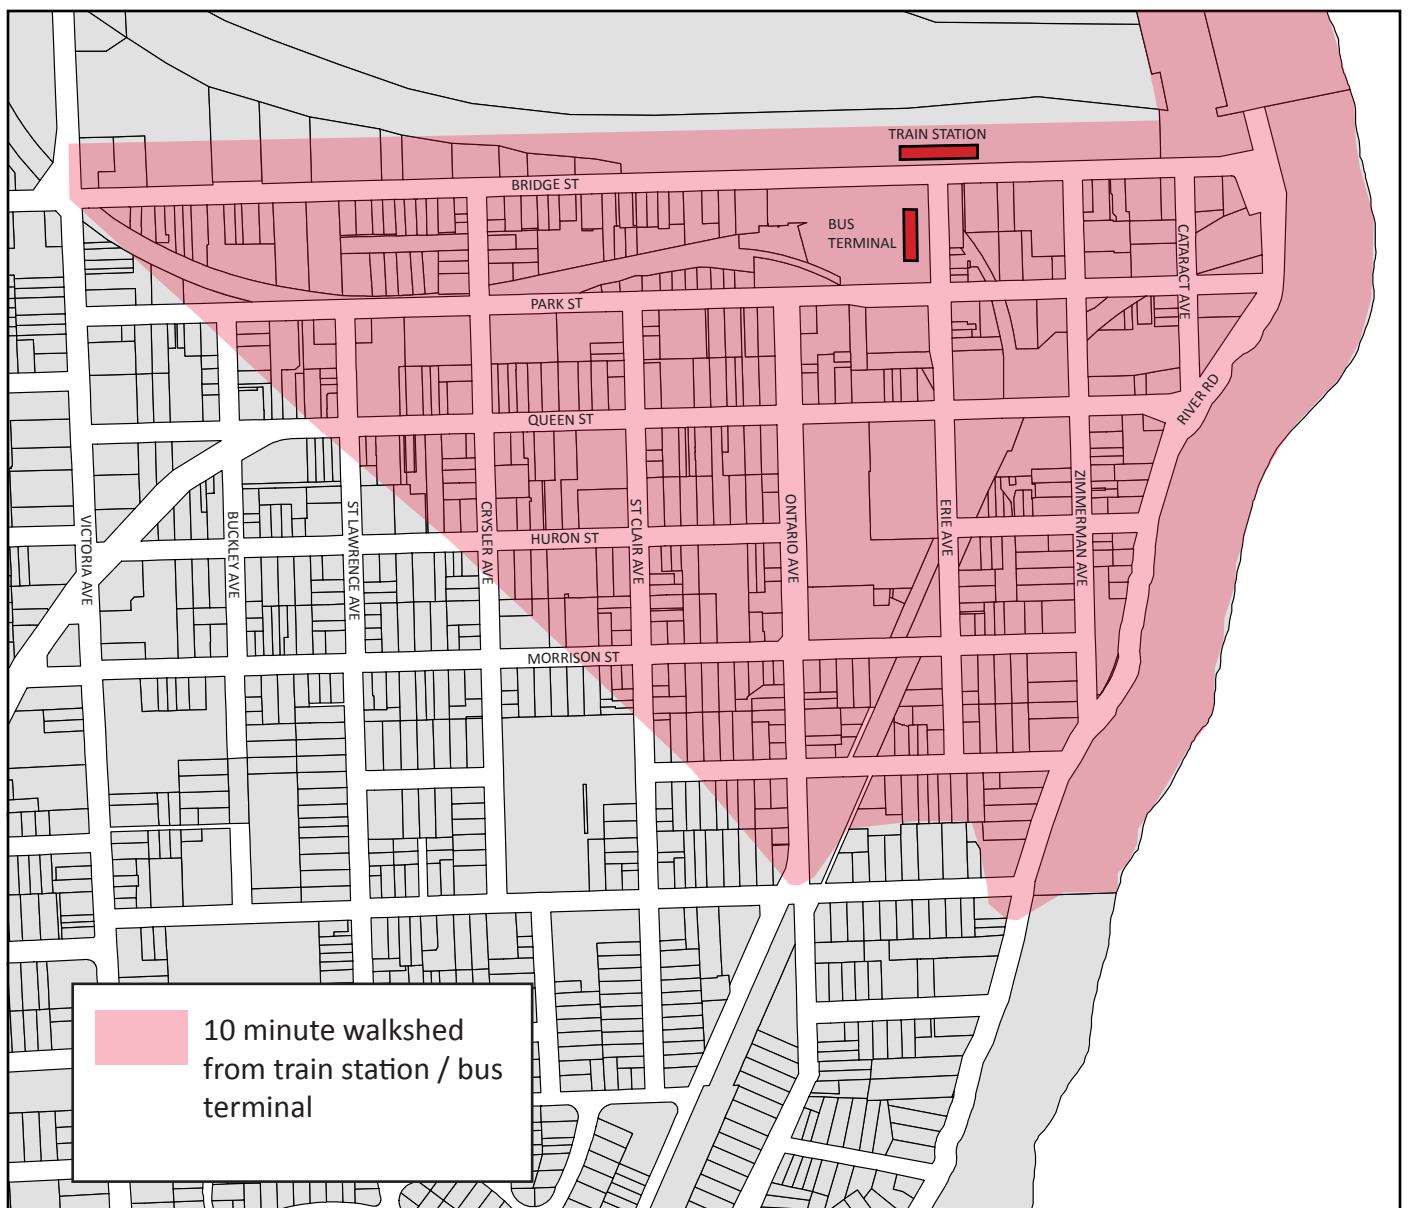 TRAIN STATION
BRIDGE ST
BUS
TERMINAL
CATARACT AVE
PARK ST
RIVER RD
QUEEN ST
VICTORIA AVE
BUCKLEY AVE
ST LAWRENCE AVE
CRYSLER AVE
ST CLAIR AVE
ONTARIO AVE
ERIE AVE
ZIMMERMAN AVE
HURON ST
MORRISON ST
10 minute walkshed
from train station / bus
terminal